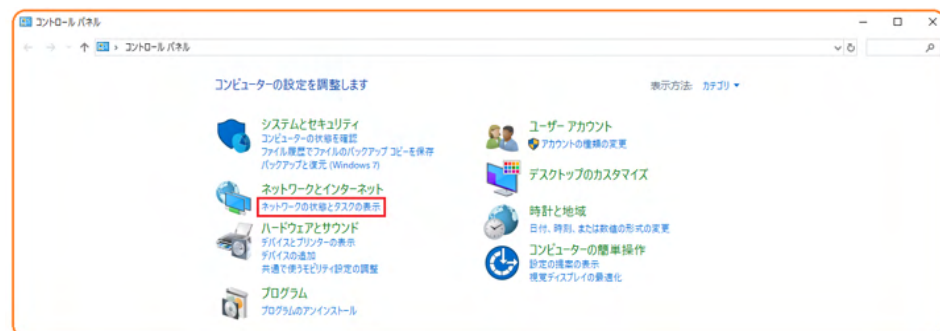 コントロール パネル
コントロール パネル
コンピューターの設定を調整します
表示方法: カテゴリ
システムとセキュリティ
コンピューターの状態を確認
ファイル履歴でファイルのバックアップ コピーを保存
バックアップと復元 (Windows 7)
ネットワークとインターネット
ネットワークの状態とタスクの表示
ハードウェアとサウンド
デバイスとプリンターの表示
デバイスの追加
共通で使うモビリティ設定の調整
プログラム
プログラムのアンインストール
ユーザー アカウント
アカウントの種類の変更
デスクトップのカスタマイズ
時計と地域
日付、時刻、または数値の形式の変更
コンピューターの簡単操作
設定の提案の表示
視覚ディスプレイの最適化